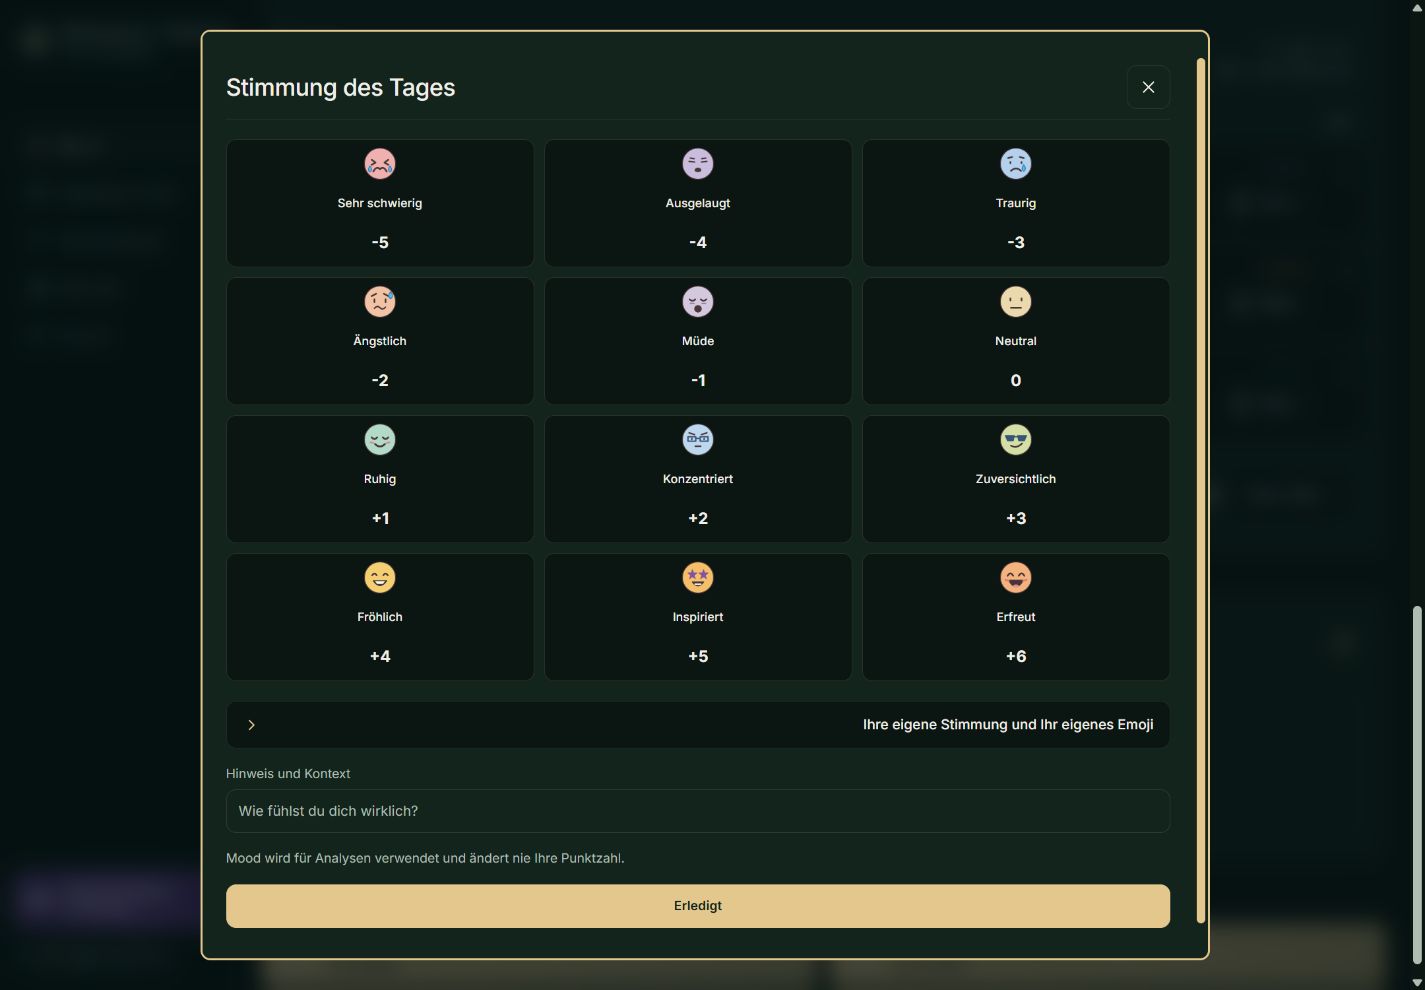 Stimmung des Tages
Sehr schwierig
-5
Ausgelaugt
-4
Traurig
-3
Ängstlich
-2
Müde
-1
Neutral
0
Ruhig
+1
Konzentriert
+2
Zuversichtlich
+3
Fröhlich
+4
Inspiriert
+5
Erfreut
+6
Ihre eigene Stimmung und Ihr eigenes Emoji
Hinweis und Kontext
Wie fühlst du dich wirklich?
Mood wird für Analysen verwendet und ändert nie Ihre Punktzahl.
Erledigt